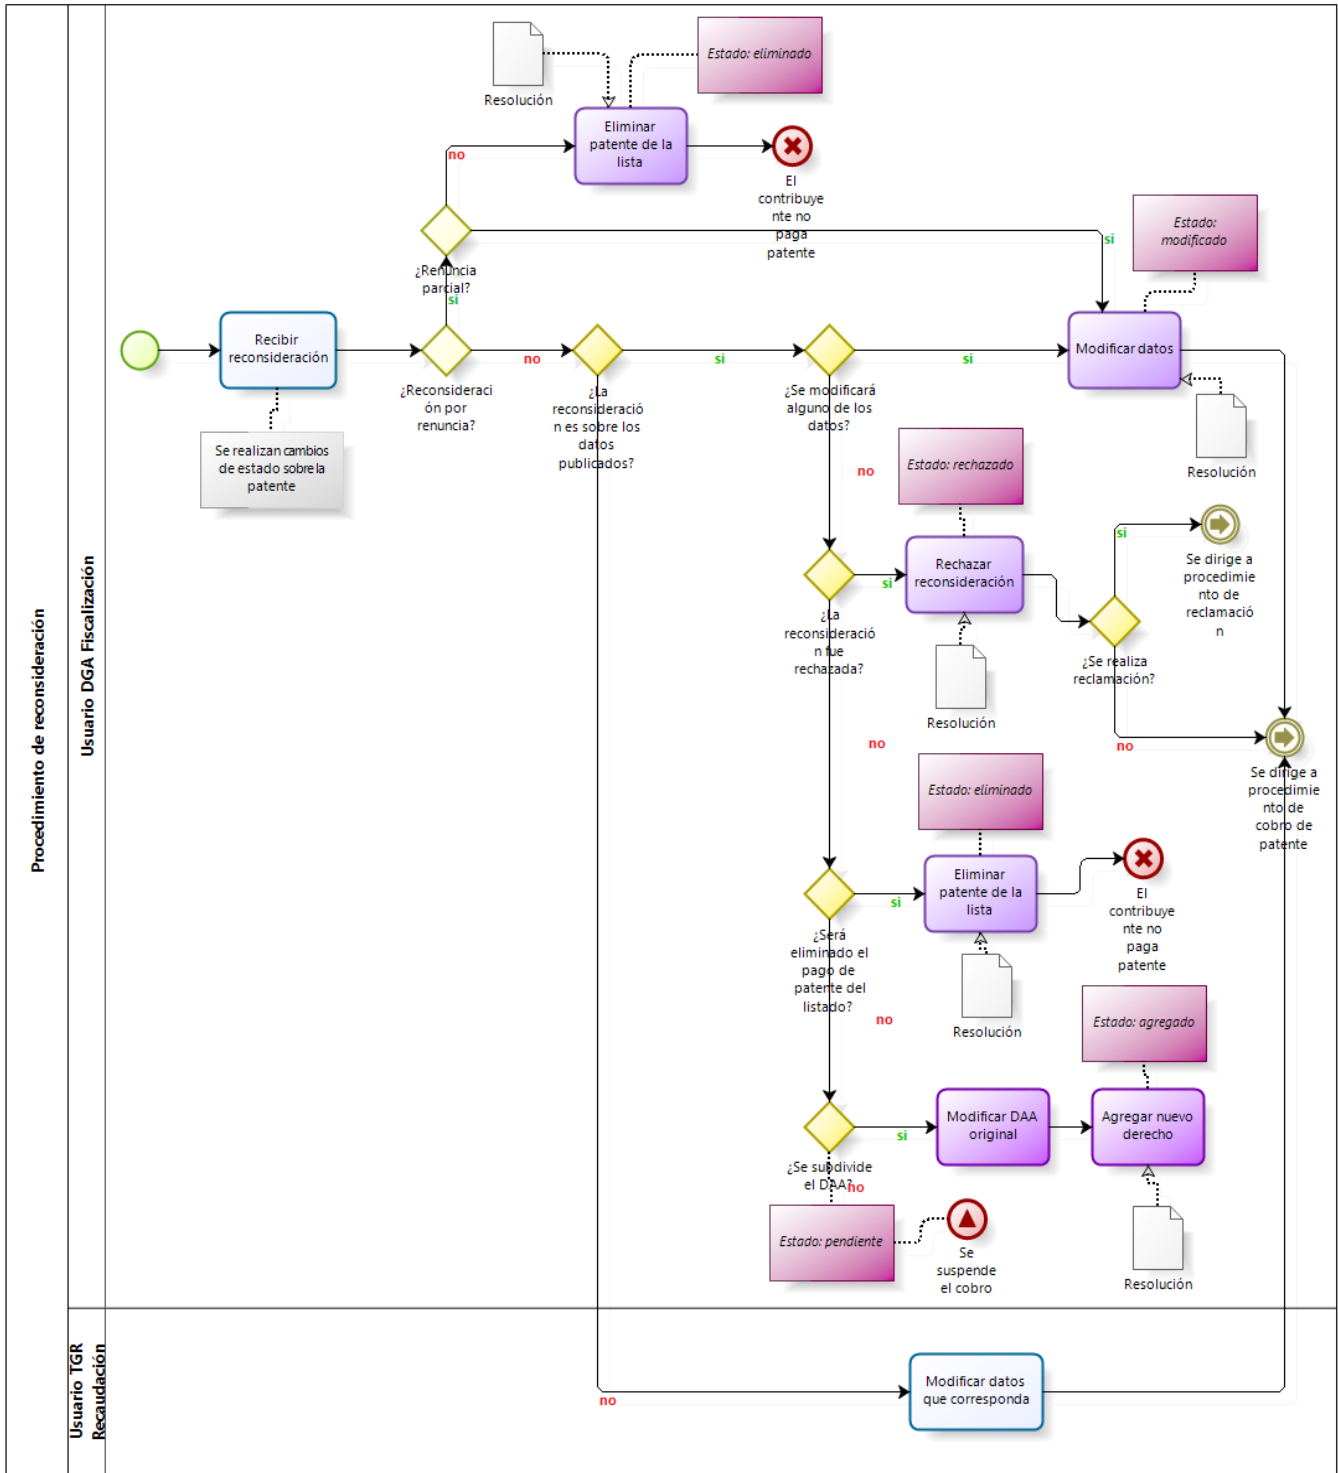 Procedimiento de reconsideración
Usuario DGA Fiscalización
Usuario TGR
Recaudación
Resolución
Estado: eliminado
Eliminar
patente de la
lista
no
El
contribuye
nte no
paga
patente
¿Renuncia
parcial?
si
si
Estado:
modificado
Recibir
reconsideración
Se realizan cambios
de estado sobre la
patente
¿Reconsideraci
ón por
renuncia?
no
¿La
reconsideració
n es sobre los
datos
publicados?
si
¿Se modificará
alguno de los
datos?
si
Modificar datos
Resolución
no
Estado: rechazado
¿La
reconsideració
n fue
rechazada?
si
Rechazar
reconsideración
Resolución
¿Se realiza
reclamación?
si
Se dirige a
procedimie
nto de
reclamació
n
no
Se dirige a
procedimie
nto de
cobro de
patente
no
Estado: eliminado
¿Será
eliminado el
pago de
patente del
listado?
si
Eliminar
patente de la
lista
Resolución
El
contribuye
nte no
paga
patente
no
Estado: agregado
¿Se subdivide
el DAA?
si
Modificar DAA
original
Agregar nuevo
derecho
Resolución
no
Estado: pendiente
Se
suspende
el cobro
no
Modificar datos
que corresponda